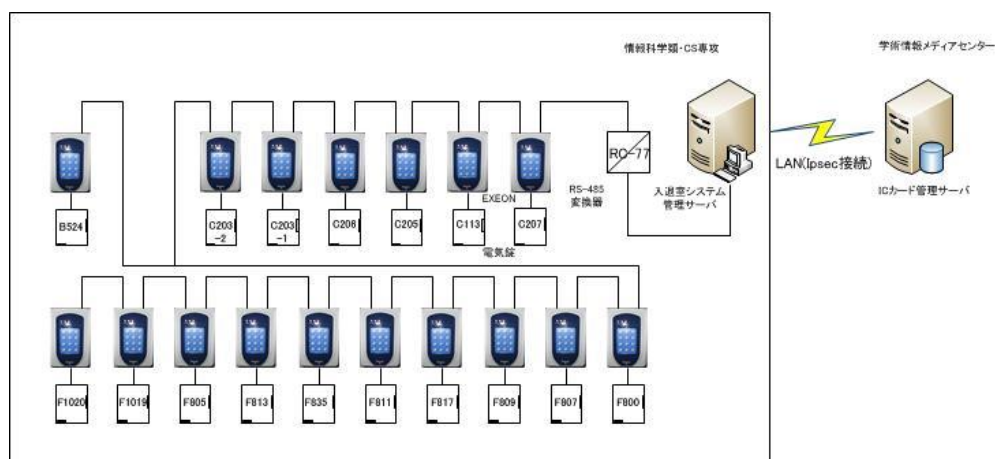 情報科学類・CS専攻
学術情報メディアセンター
RC-77
LAN(Ipsec接続)
EXEON
RS-485
変換器
入退室システム
管理サーバ
ICカード管理サーバ
B524
C203
-2
C203
-1
C206
C205
C113
C207
電気錠
F1020
F1019
F805
F813
F835
F811
F817
F809
F807
F800